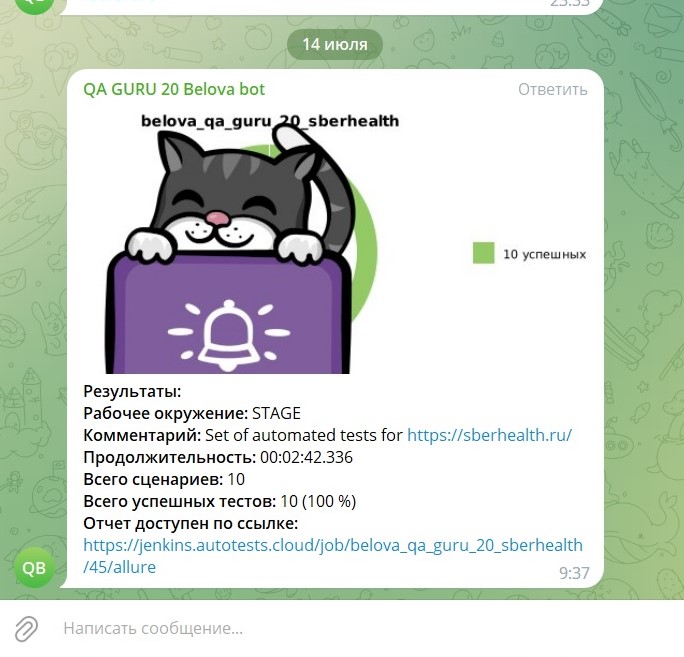 14 июля
QA GURU 20 Belova bot
Ответить
belova_qa_guru_20_sberhealth
10 успешных
Результаты:
Рабочее окружение: STAGE
Комментарий: Set of automated tests for https://sberhealth.ru/
Продолжительность: 00:02:42.336
Всего сценариев: 10
Всего успешных тестов: 10 (100 %)
Отчет доступен по ссылке:
https://jenkins.autotests.cloud/job/belova_qa_guru_20_sberhealth
/45/allure
QB
9:37
Написать сообщение...